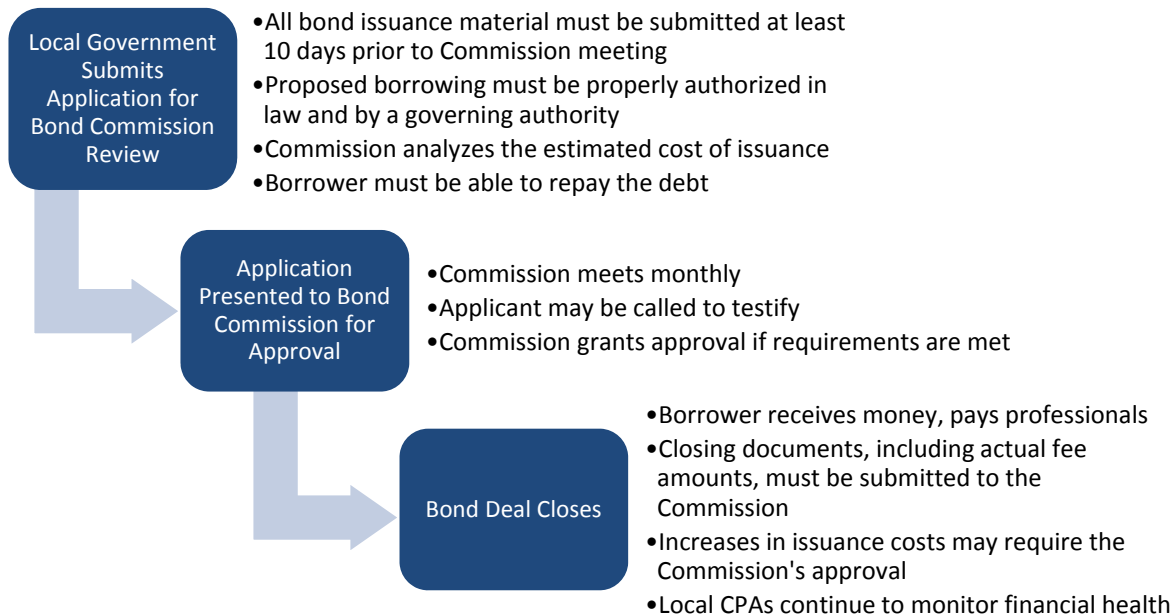 Local Government
Submits
Application for
Bond Commission
Review
•All bond issuance material must be submitted at least
10 days prior to Commission meeting
•Proposed borrowing must be properly authorized in
law and by a governing authority
•Commission analyzes the estimated cost of issuance
•Borrower must be able to repay the debt
Application
Presented to Bond
Commission for
Approval
•Commission meets monthly
•Applicant may be called to testify
•Commission grants approval if requirements are met
Bond Deal Closes
•Borrower receives money, pays professionals
•Closing documents, including actual fee
amounts, must be submitted to the
Commission
•Increases in issuance costs may require the
Commission's approval
•Local CPAs continue to monitor financial health